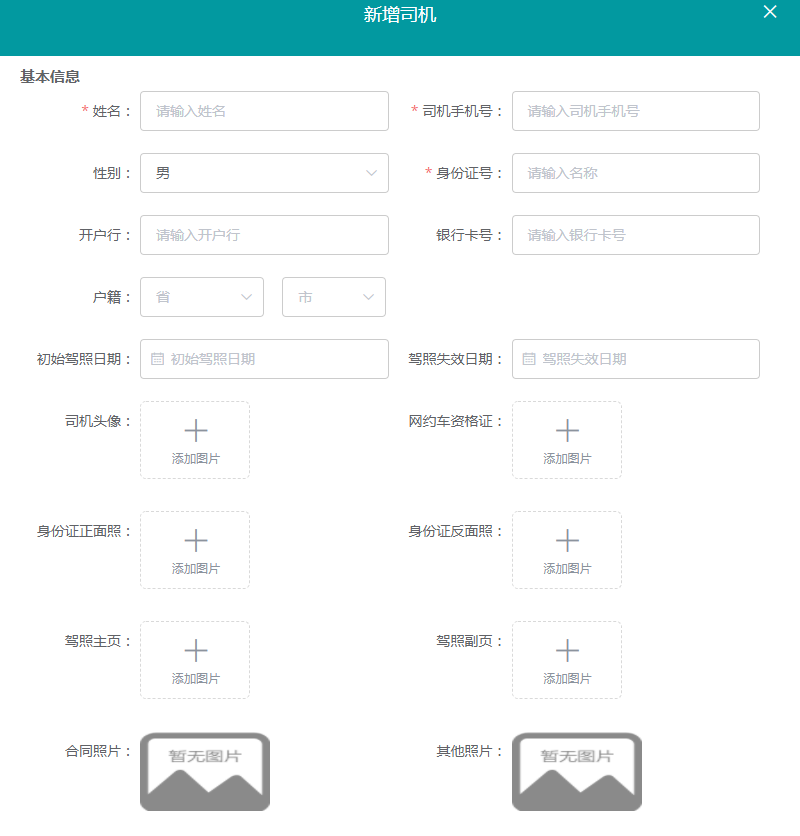 新增司机
基本信息
* 姓名： 请输入姓名 * 司机手机号： 请输入司机手机号
性别： 男 * 身份证号： 请输入名称
开户行： 请输入开户行 银行卡号： 请输入银行卡号
户籍： 省 市
初始驾照日期： 初始驾照日期 驾照失效日期： 驾照失效日期
司机头像： 添加图片 网约车资格证： 添加图片
身份证正面照： 添加图片 身份证反面照： 添加图片
驾照主页： 添加图片 驾照副页： 添加图片
合同照片： 暂无图片 其他照片： 暂无图片